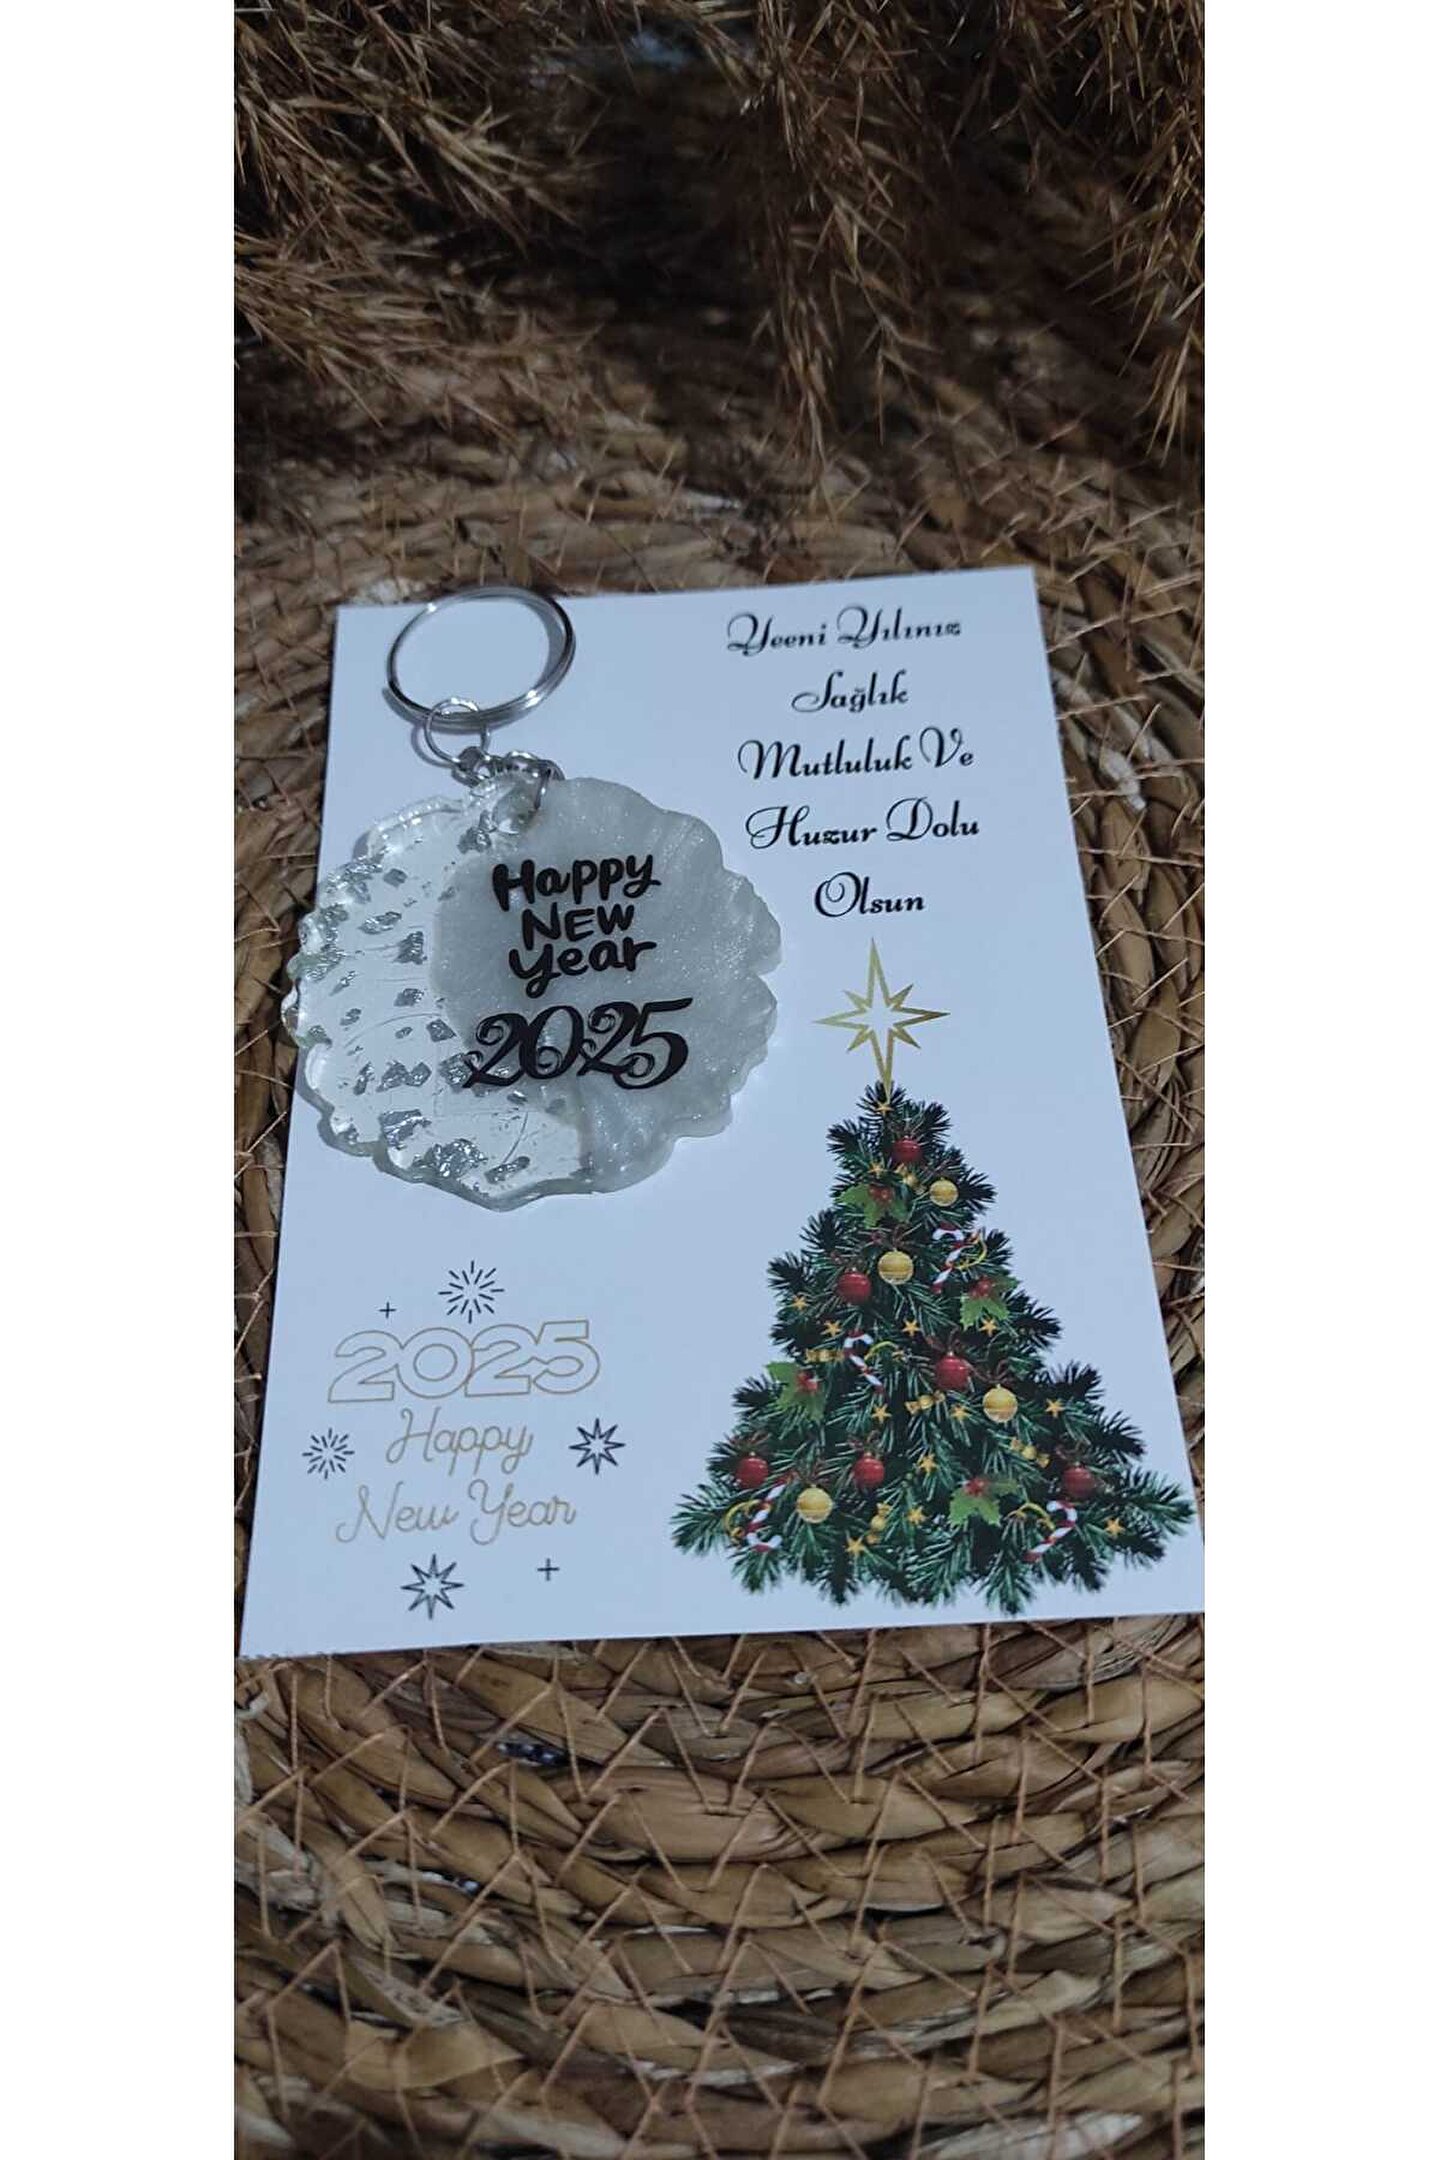 Yeeni Yılınız
Sağlık
Mutluluk Ve
Huzur Dolu
Olsun
Happy
NEW
year
2025
2025
Happy
New Year